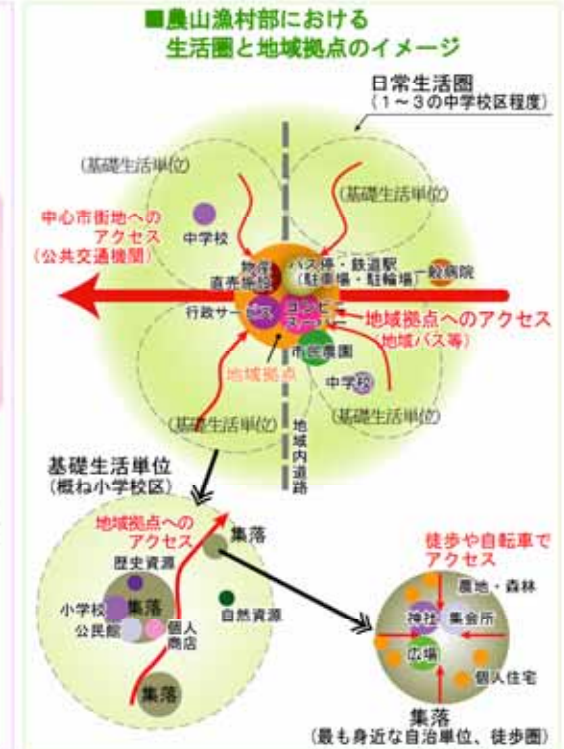 ■農山漁村部における
生活圏と地域拠点のイメージ
日常生活圏
(1～3の中学校区程度)
(基礎生活単位)
(基礎生活単位)
中心市街地への
アクセス
(公共交通機関)
中学校
物産
直売施設
バス停・鉄道駅
(駐車場・駐輪場)
一般病院
行政サービス
コンビニ
スーパー
地域拠点へのアクセス
(地域バス等)
市民農園
地域拠点
中学校
(基礎生活単位)
(基礎生活単位)
地域内道路
基礎生活単位
(概ね小学校区)
地域拠点への
アクセス
集落
歴史資源
小学校
集落
公民館
個人
商店
自然資源
集落
徒歩や自転車で
アクセス
農地・森林
神社
集会所
広場
個人住宅
集落
(最も身近な自治単位、徒歩圏)